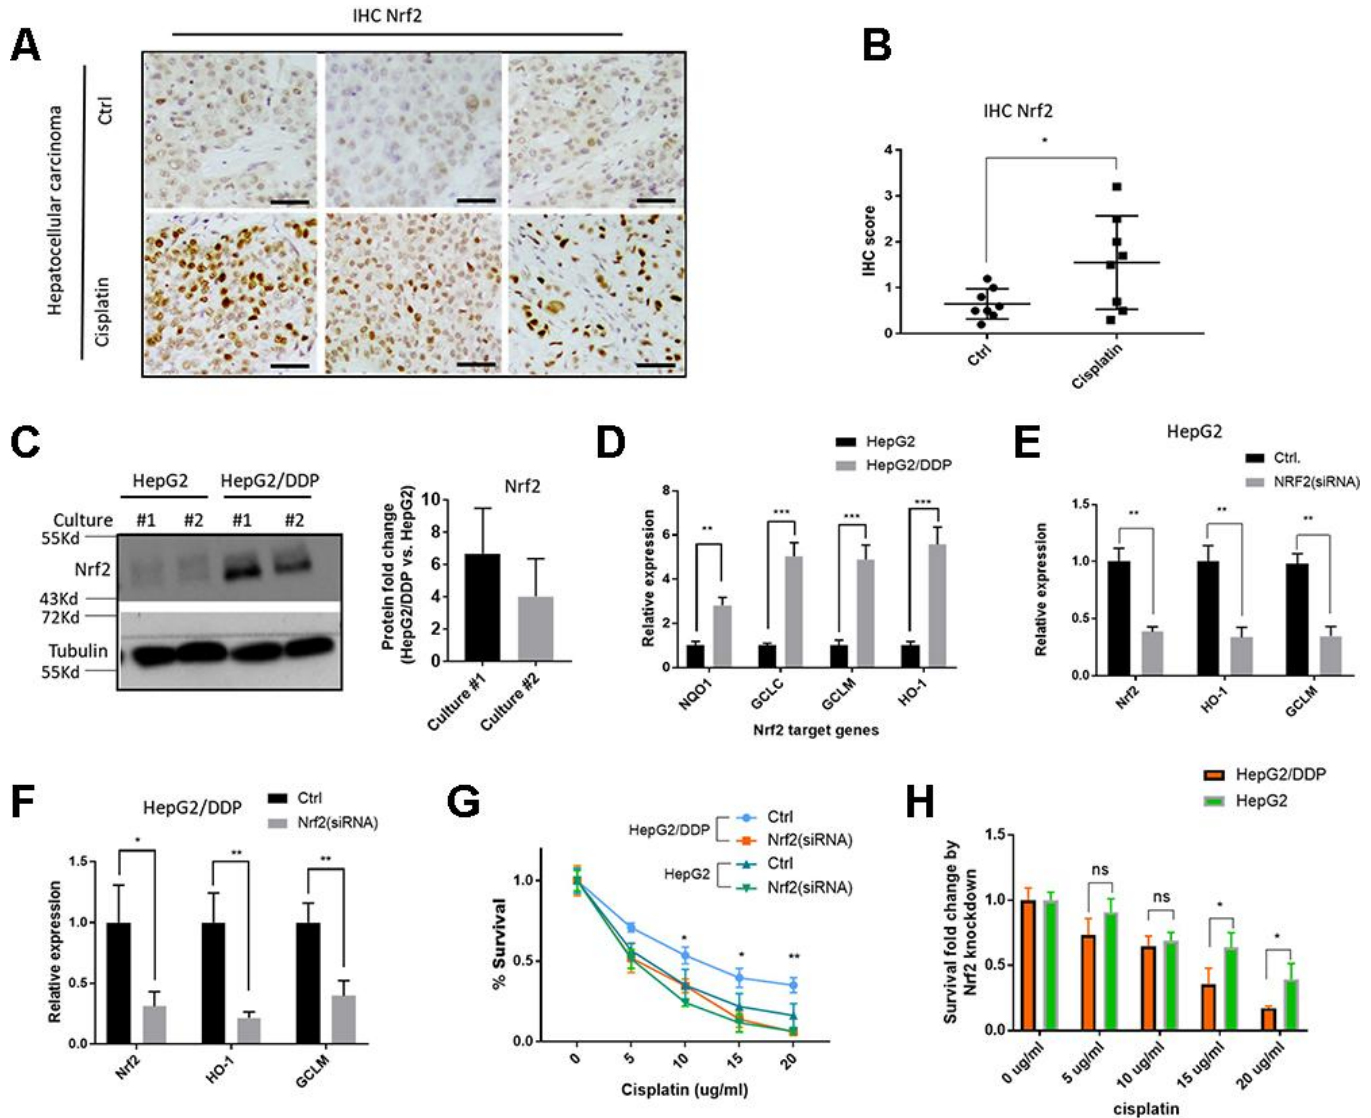 A
IHC Nrf2
Hepatocellular carcinoma
Ctrl
Cisplatin
B
IHC Nrf2
*
IHC score
4
3
2
1
0
Ctrl
Cisplatin
C
HepG2
HepG2/DDP
Culture #1 #2 #1 #2
55Kd
Nrf2
43Kd
72Kd
Tubulin
55Kd
Nrf2
Protein fold change
(HepG2/DDP vs. HepG2)
10
8
6
4
2
0
Culture #1
Culture #2
D
HepG2
HepG2/DDP
Relative expression
8
6
4
2
0
** *** *** ***
NQO1
GCLC
GCLM
HO-1
Nrf2 target genes
E
HepG2
Ctrl.
NRF2(siRNA)
Relative expression
1.5
1.0
0.5
0.0
** ** **
Nrf2
HO-1
GCLM
F
HepG2/DDP
Ctrl
Nrf2(siRNA)
Relative expression
1.5
1.0
0.5
0.0
* ** **
Nrf2
HO-1
GCLM
G
HepG2/DDP
Ctrl
Nrf2(siRNA)
HepG2
Ctrl
Nrf2(siRNA)
% Survival
1.0
0.5
0.0
* * **
0
5
10
15
20
Cisplatin (ug/ml)
H
HepG2/DDP
HepG2
Survival fold change by
Nrf2 knockdown
1.5
1.0
0.5
0.0
ns ns * *
0 ug/ml
5 ug/ml
10 ug/ml
15 ug/ml
20 ug/ml
cisplatin